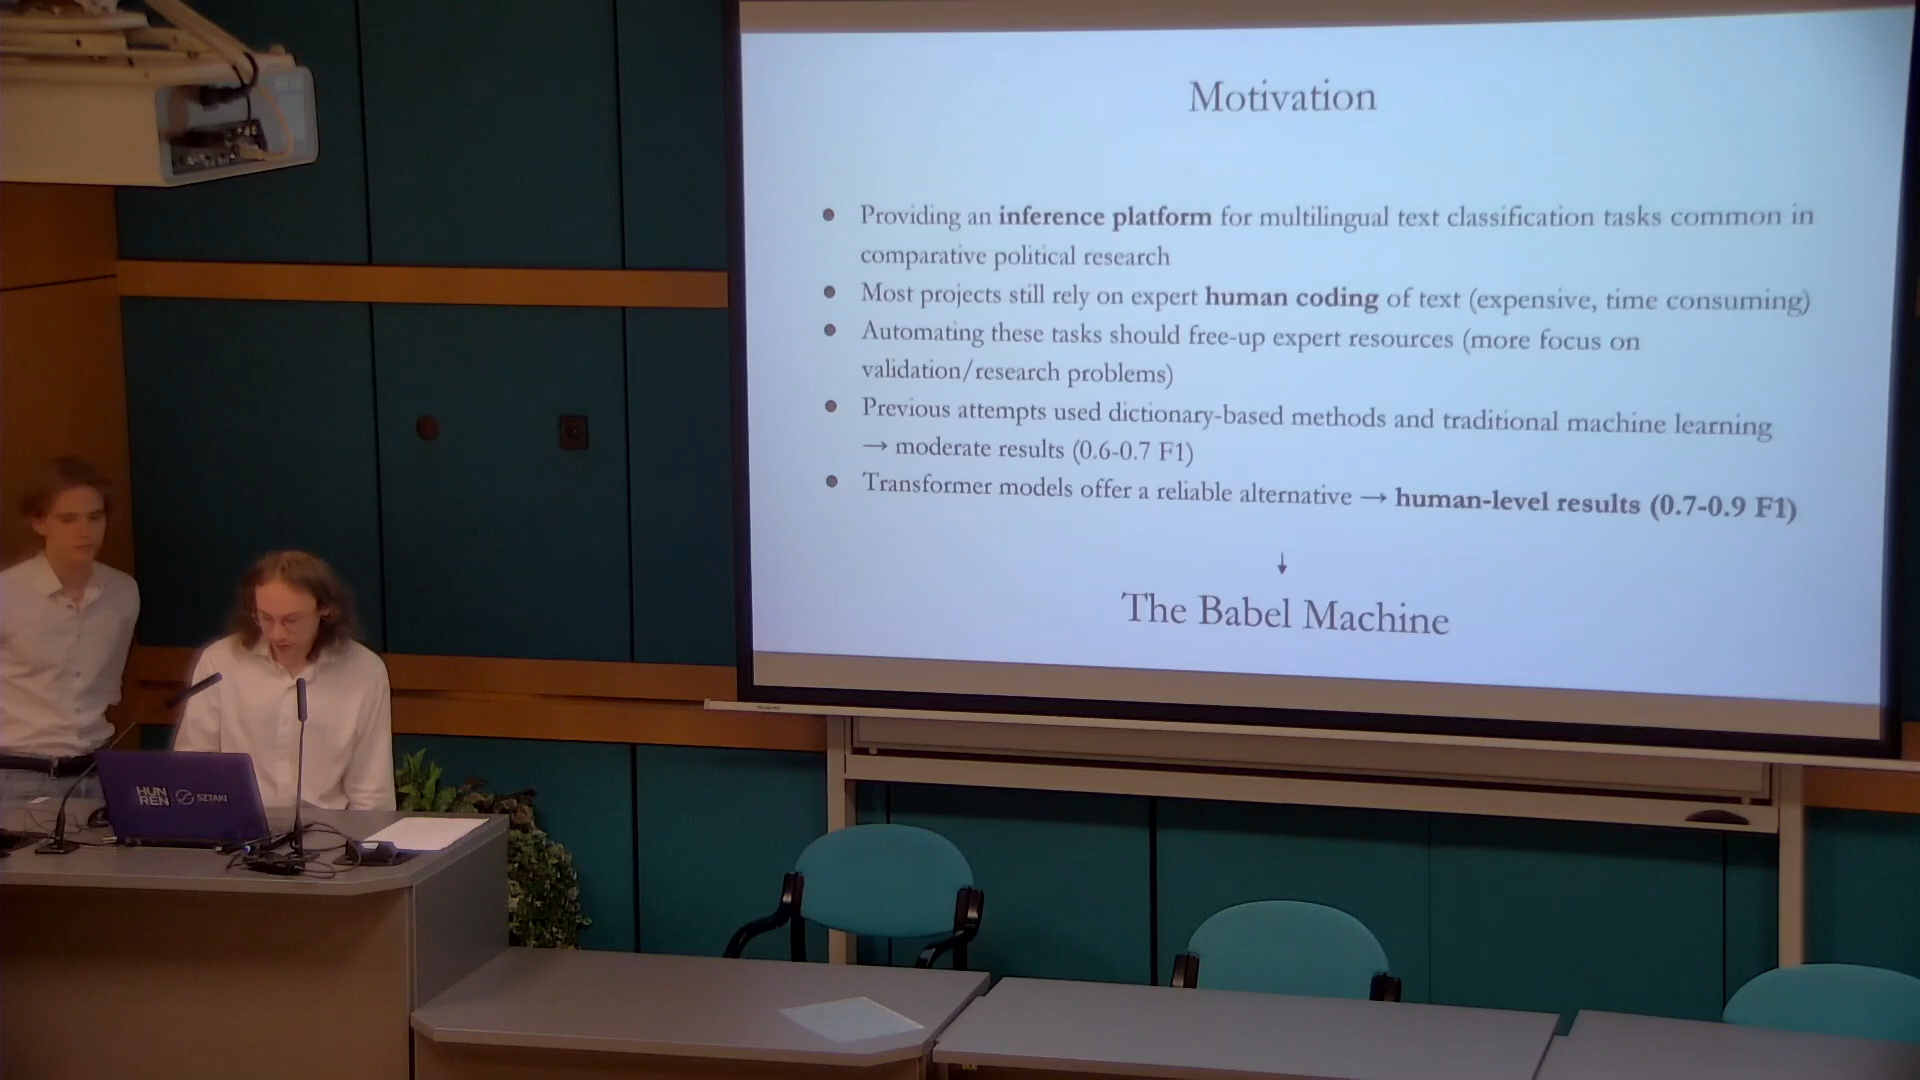 Motivation
● Providing an inference platform for multilingual text classification tasks common in
comparative political research
● Most projects still rely on expert human coding of text (expensive, time consuming)
● Automating these tasks should free-up expert resources (more focus on
validation/research problems)
● Previous attempts used dictionary-based methods and traditional machine learning
→ moderate results (0.6-0.7 F1)
● Transformer models offer a reliable alternative → human-level results (0.7-0.9 F1)
↓
The Babel Machine
HUN
REN
SZTAKI